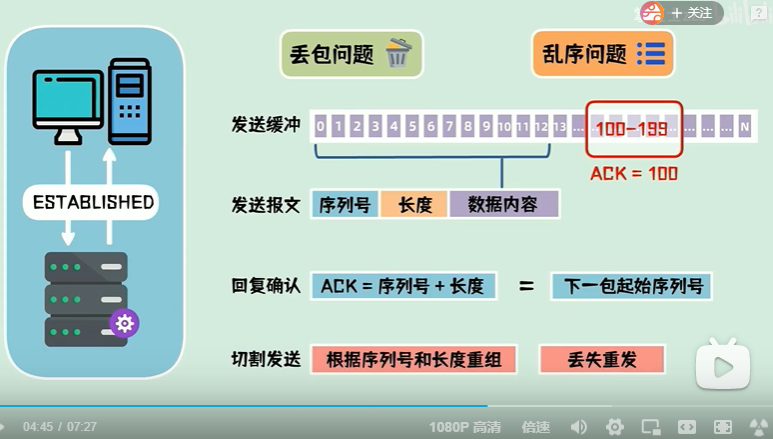 + 关注
丢包问题
乱序问题
发送缓冲 0 1 2 3 4 5 6 7 8 9 10 11 12 13 ... 100-199 ... ... ... N
ACK = 100
ESTABLISHED
发送报文 序列号 长度 数据内容
回复确认 ACK = 序列号 + 长度 = 下一包起始序列号
切割发送 根据序列号和长度重组 丢失重发
04:45 / 07:27 1080P 高清 倍速